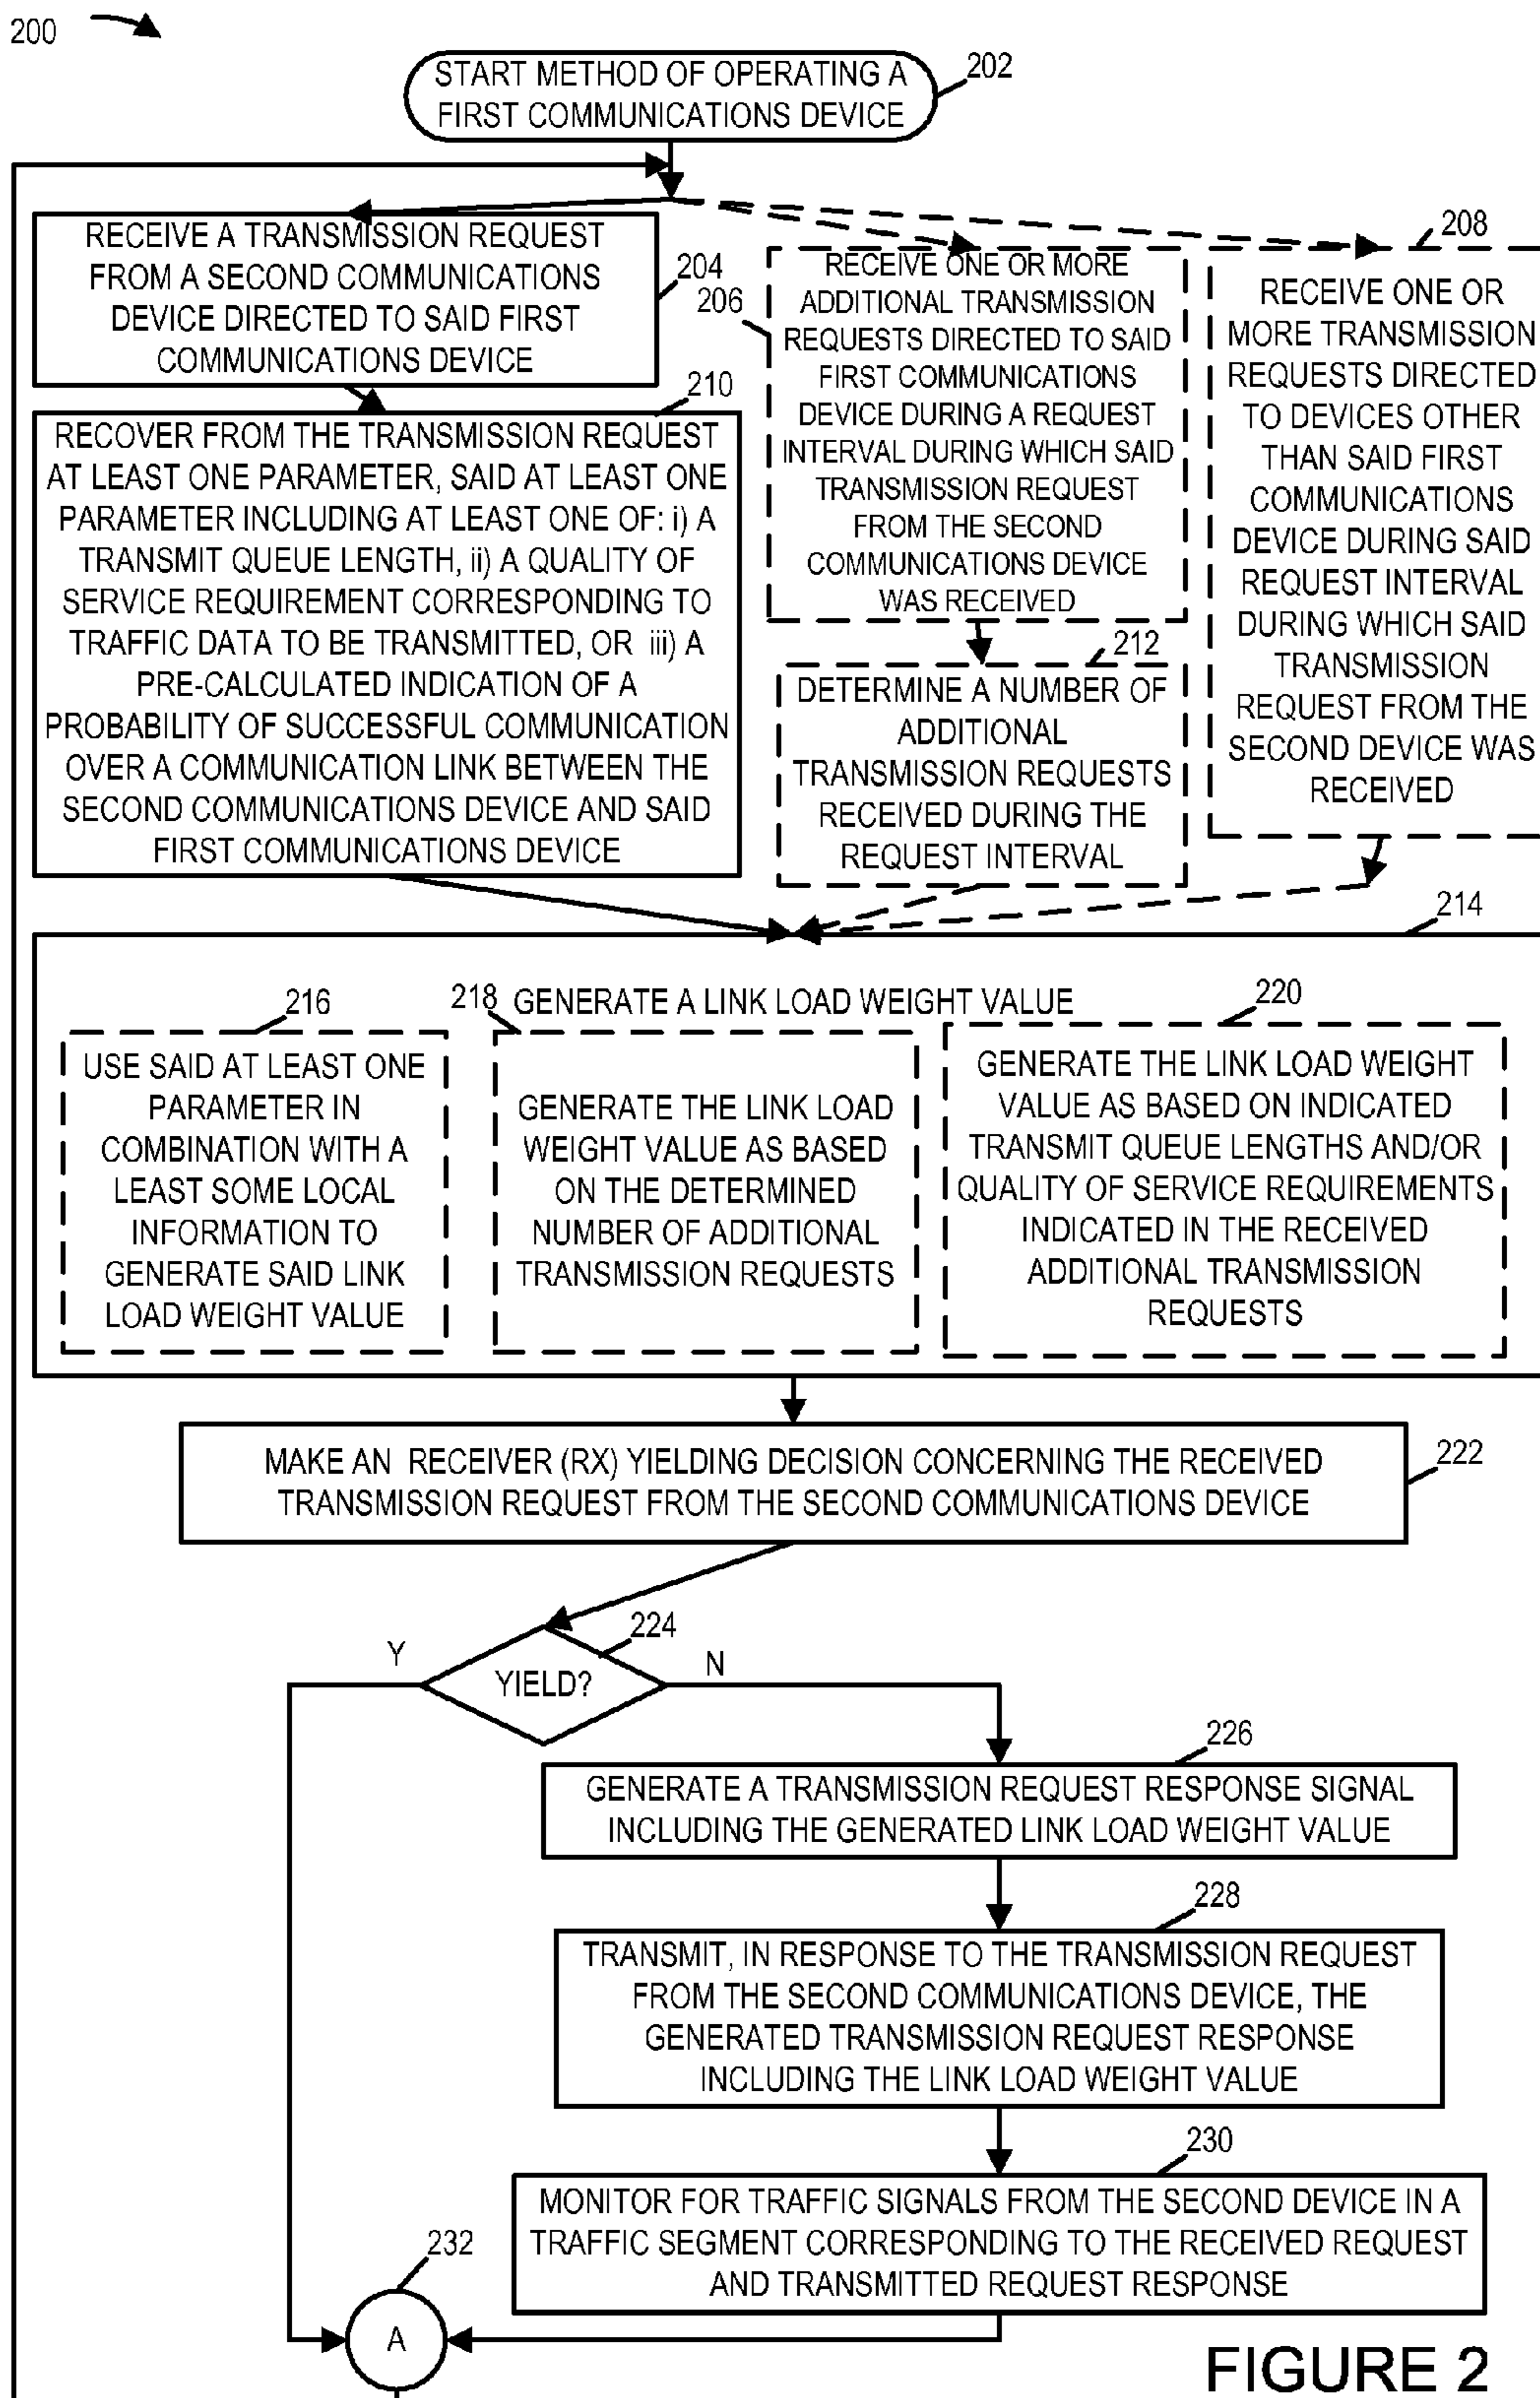 200
START METHOD OF OPERATING A
FIRST COMMUNICATIONS DEVICE
202
RECEIVE A TRANSMISSION REQUEST
FROM A SECOND COMMUNICATIONS
DEVICE DIRECTED TO SAID FIRST
COMMUNICATIONS DEVICE
204
206
RECEIVE ONE OR MORE
ADDITIONAL TRANSMISSION
REQUESTS DIRECTED TO SAID
FIRST COMMUNICATIONS
DEVICE DURING A REQUEST
INTERVAL DURING WHICH SAID
TRANSMISSION REQUEST
FROM THE SECOND
COMMUNICATIONS DEVICE
WAS RECEIVED
208
RECEIVE ONE OR
MORE TRANSMISSION
REQUESTS DIRECTED
TO DEVICES OTHER
THAN SAID FIRST
COMMUNICATIONS
DEVICE DURING SAID
REQUEST INTERVAL
DURING WHICH SAID
TRANSMISSION
REQUEST FROM THE
SECOND DEVICE WAS
RECEIVED
210
RECOVER FROM THE TRANSMISSION REQUEST
AT LEAST ONE PARAMETER, SAID AT LEAST ONE
PARAMETER INCLUDING AT LEAST ONE OF: i) A
TRANSMIT QUEUE LENGTH, ii) A QUALITY OF
SERVICE REQUIREMENT CORRESPONDING TO
TRAFFIC DATA TO BE TRANSMITTED, OR iii) A
PRE-CALCULATED INDICATION OF A
PROBABILITY OF SUCCESSFUL COMMUNICATION
OVER A COMMUNICATION LINK BETWEEN THE
SECOND COMMUNICATIONS DEVICE AND SAID
FIRST COMMUNICATIONS DEVICE
212
DETERMINE A NUMBER OF
ADDITIONAL
TRANSMISSION REQUESTS
RECEIVED DURING THE
REQUEST INTERVAL
214
GENERATE A LINK LOAD WEIGHT VALUE
216
USE SAID AT LEAST ONE
PARAMETER IN
COMBINATION WITH A
LEAST SOME LOCAL
INFORMATION TO
GENERATE SAID LINK
LOAD WEIGHT VALUE
218
GENERATE THE LINK LOAD
WEIGHT VALUE AS BASED
ON THE DETERMINED
NUMBER OF ADDITIONAL
TRANSMISSION REQUESTS
220
GENERATE THE LINK LOAD WEIGHT
VALUE AS BASED ON INDICATED
TRANSMIT QUEUE LENGTHS AND/OR
QUALITY OF SERVICE REQUIREMENTS
INDICATED IN THE RECEIVED
ADDITIONAL TRANSMISSION
REQUESTS
MAKE AN RECEIVER (RX) YIELDING DECISION CONCERNING THE RECEIVED
TRANSMISSION REQUEST FROM THE SECOND COMMUNICATIONS DEVICE
222
224
Y
YIELD?
N
226
GENERATE A TRANSMISSION REQUEST RESPONSE SIGNAL
INCLUDING THE GENERATED LINK LOAD WEIGHT VALUE
228
TRANSMIT, IN RESPONSE TO THE TRANSMISSION REQUEST
FROM THE SECOND COMMUNICATIONS DEVICE, THE
GENERATED TRANSMISSION REQUEST RESPONSE
INCLUDING THE LINK LOAD WEIGHT VALUE
230
MONITOR FOR TRAFFIC SIGNALS FROM THE SECOND DEVICE IN A
TRAFFIC SEGMENT CORRESPONDING TO THE RECEIVED REQUEST
AND TRANSMITTED REQUEST RESPONSE
232
A
FIGURE 2